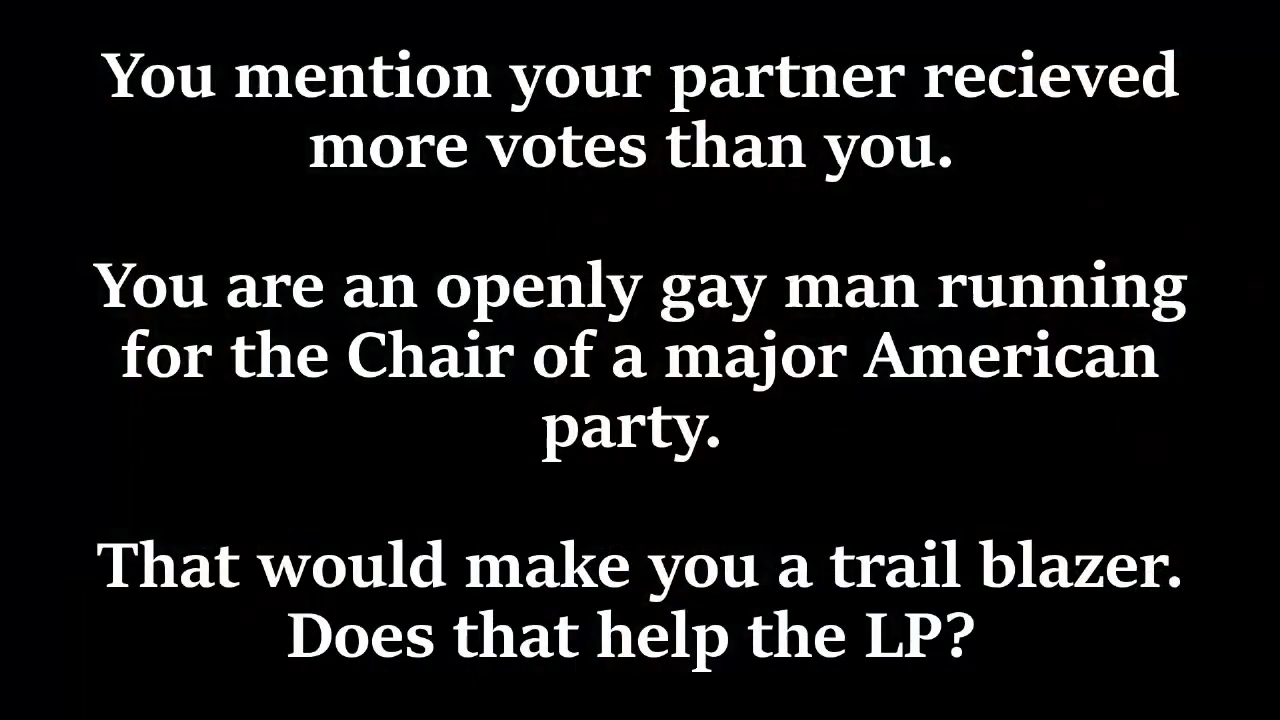 You mention your partner recieved
more votes than you.
You are an openly gay man running
for the Chair of a major American
party.
That would make you a trail blazer.
Does that help the LP?